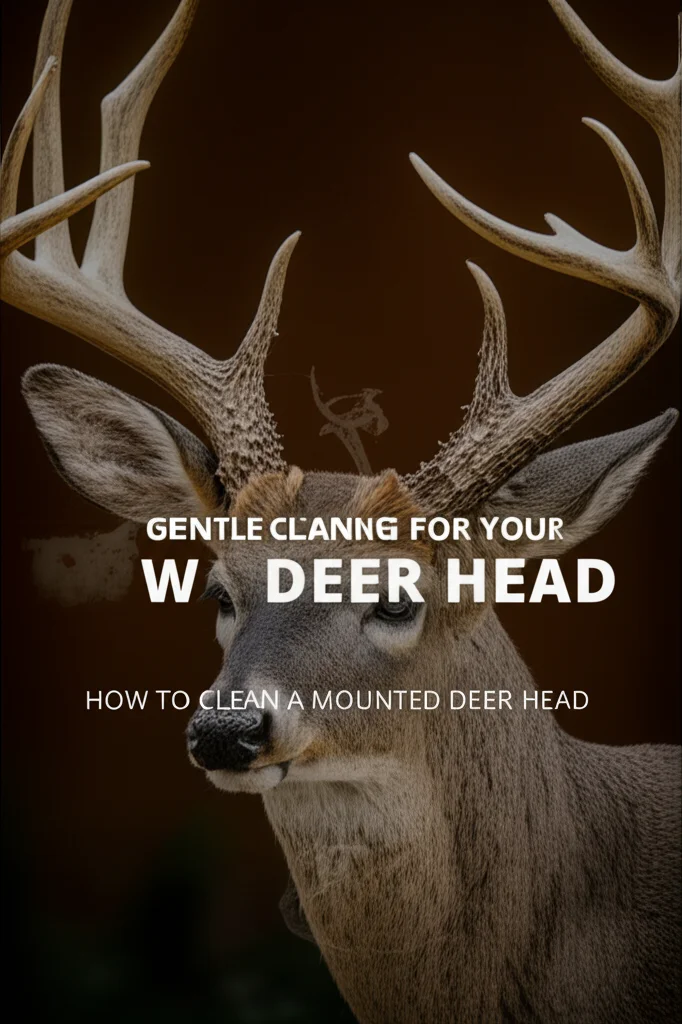 GENTLE CLANNG FOR YOUR
W DEER HEAD
HOW TO CLEAN A MOUNTED DEER HEAD